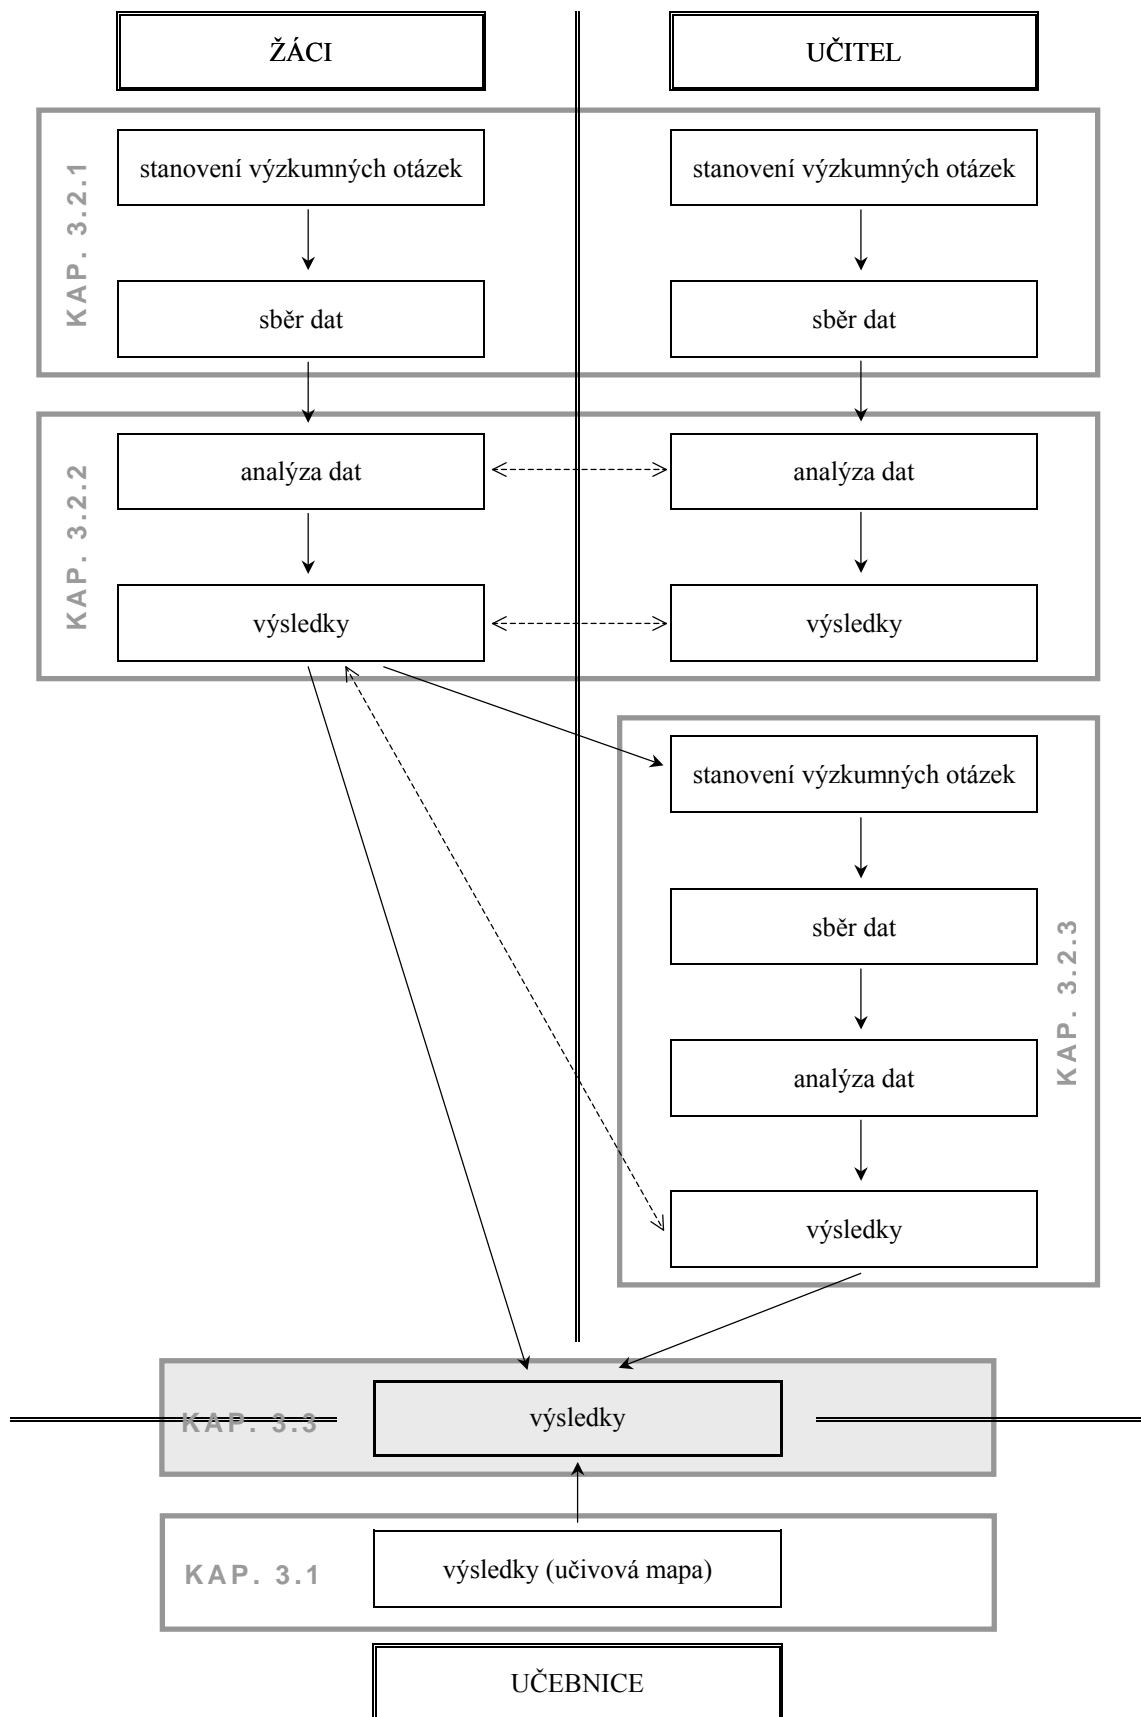 ŽÁCI
UČITEL
KAP. 3.2.1
stanovení výzkumných otázek
stanovení výzkumných otázek
sběr dat
sběr dat
KAP. 3.2.2
analýza dat
analýza dat
výsledky
výsledky
stanovení výzkumných otázek
sběr dat
KAP. 3.2.3
analýza dat
výsledky
KAP. 3.3
výsledky
KAP. 3.1
výsledky (učivová mapa)
UČEBNICE